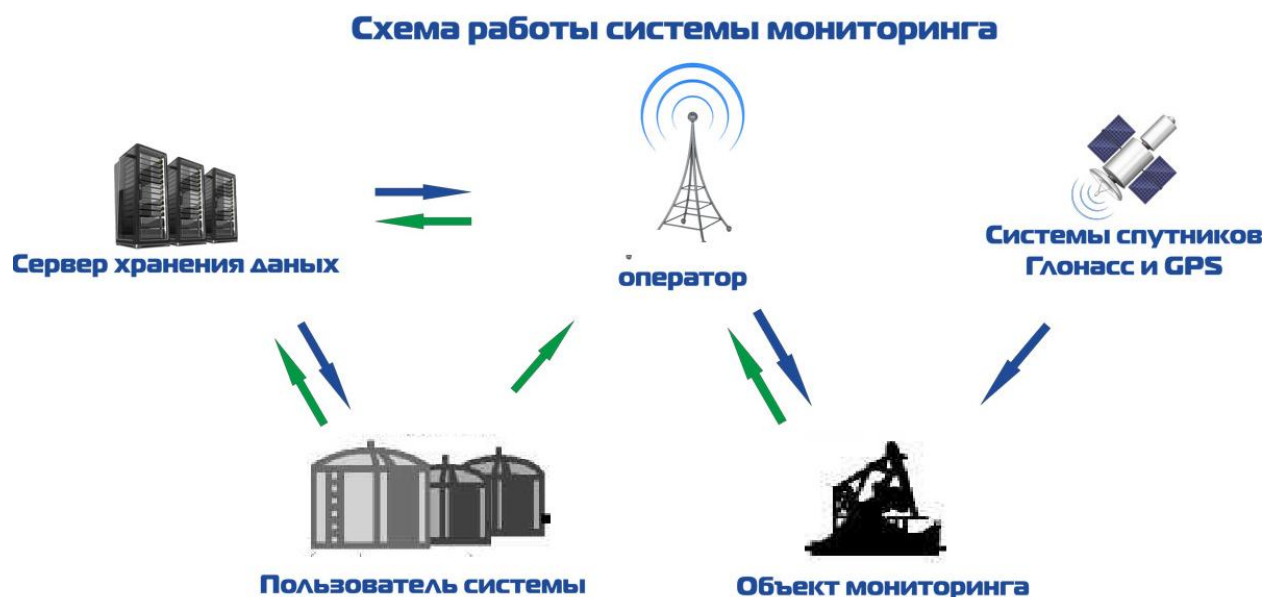 Схема работы системы мониторинга
Сервер хранения даных
оператор
Системы спутников
Глонасс и GPS
Пользователь системы
Объект мониторинга